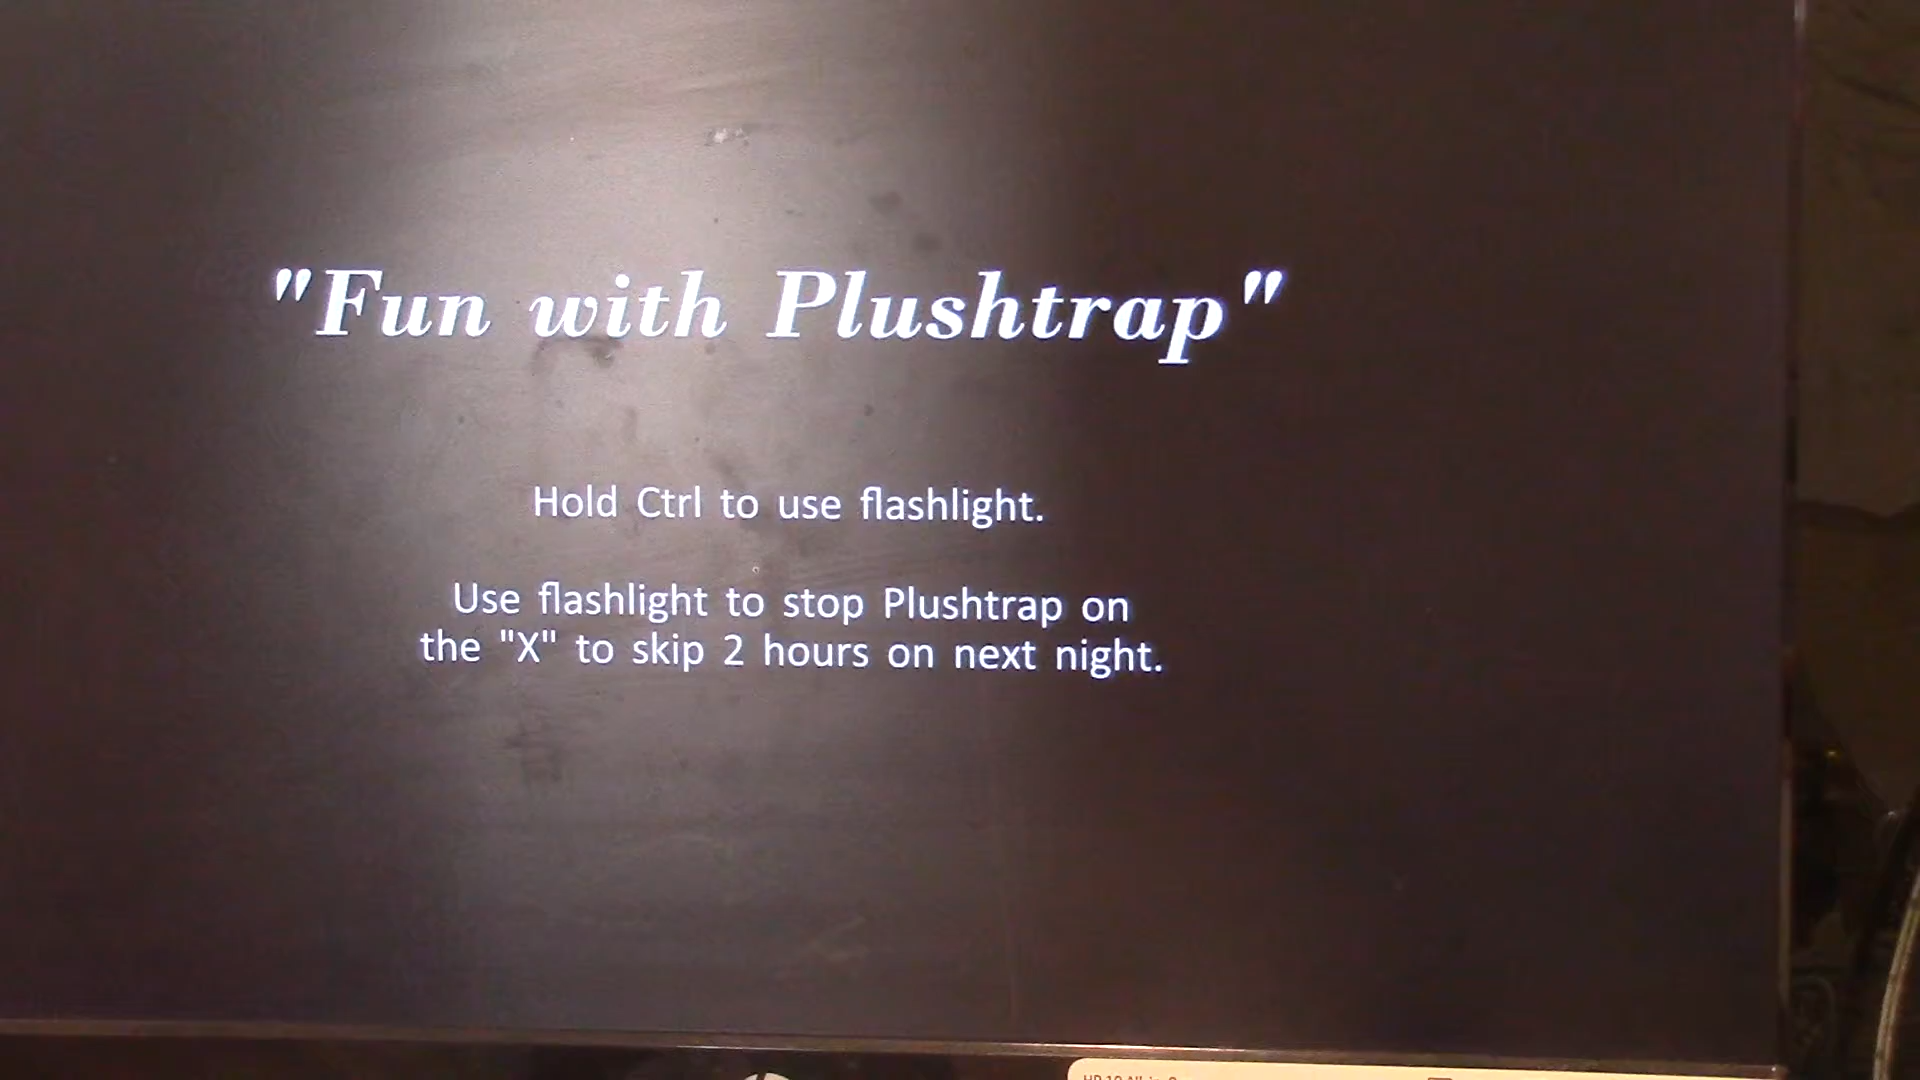 "Fun with Plushtrap"
Hold Ctrl to use flashlight.
Use flashlight to stop Plushtrap on
the "X" to skip 2 hours on next night.